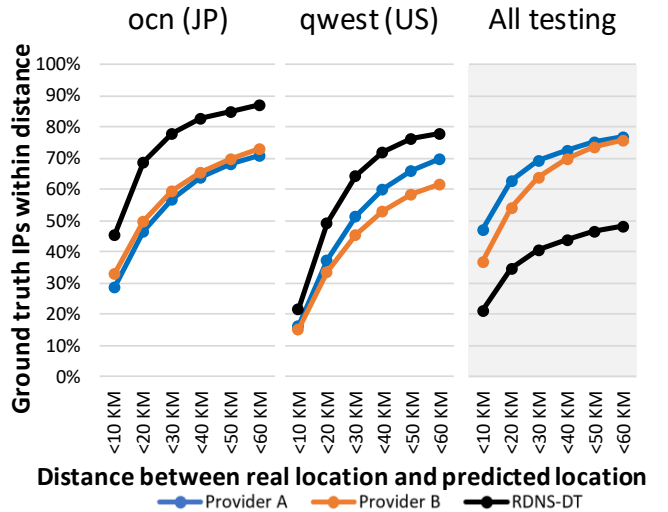 ocn (JP) qwest (US) All testing
Ground truth IPs within distance
100%
90%
80%
70%
60%
50%
40%
30%
20%
10%
0%
<10 KM <20 KM <30 KM <40 KM <50 KM <60 KM <10 KM <20 KM <30 KM <40 KM <50 KM <60 KM <10 KM <20 KM <30 KM <40 KM <50 KM <60 KM
Distance between real location and predicted location
Provider A Provider B RDNS-DT